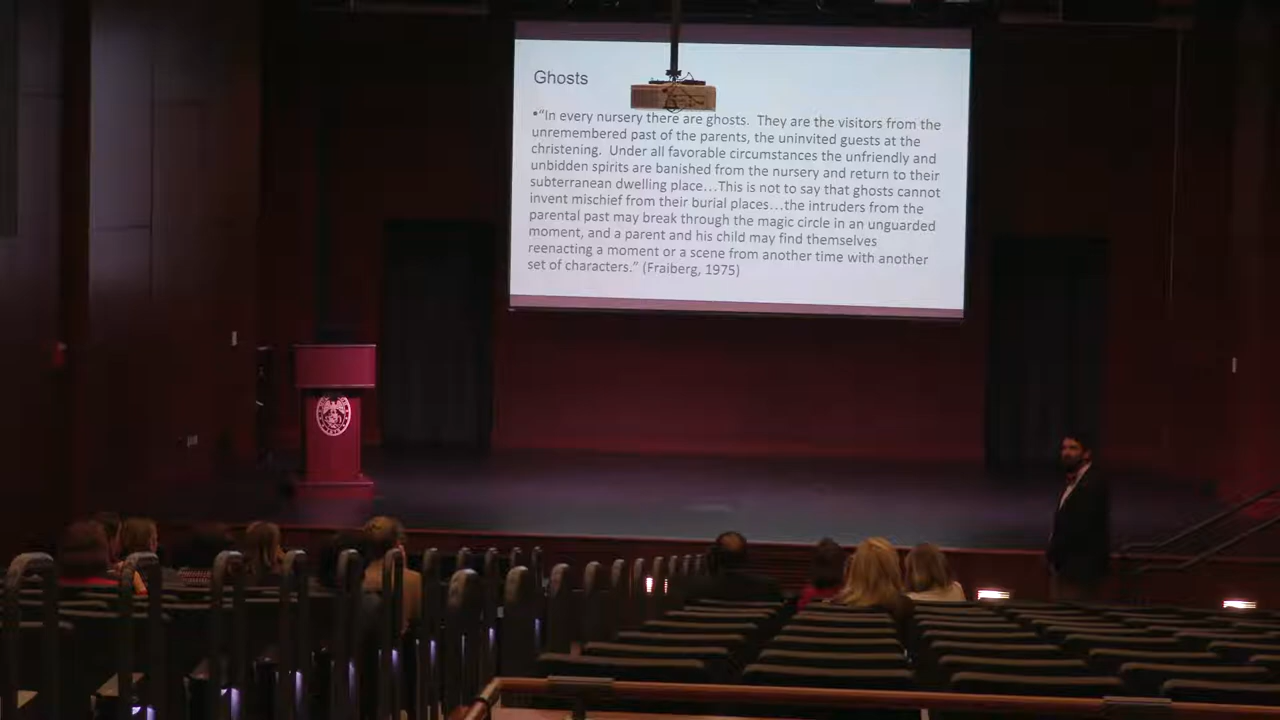 Ghosts
•“In every nursery there are ghosts. They are the visitors from the
unremembered past of the parents, the uninvited guests at the
christening. Under all favorable circumstances the unfriendly and
unbidden spirits are banished from the nursery and return to their
subterranean dwelling place…This is not to say that ghosts cannot
invent mischief from their burial places…the intruders from the
parental past may break through the magic circle in an unguarded
moment, and a parent and his child may find themselves
reenacting a moment or a scene from another time with another
set of characters.” (Fraiberg, 1975)